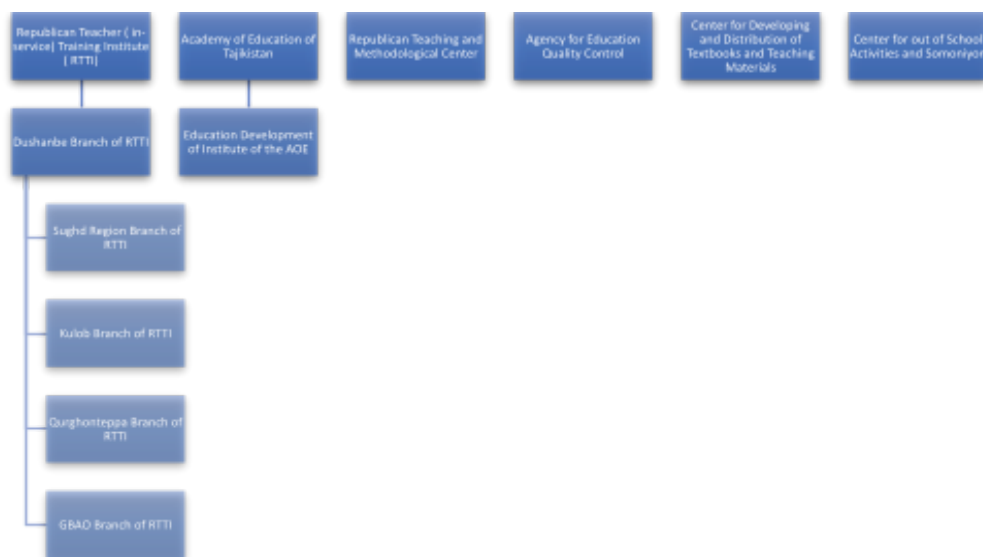 Republican Teacher ( in-
service) Training Institute
( RTTI)
Academy of Education of
Tajikistan
Republican Teaching and
Methodological Center
Agency for Education
Quality Control
Center for Developing
and Distribution of
Textbooks and Teaching
Materials
Center for out of School
Activities and Somoniyon
Dushanbe Branch of RTTI
Education Development
of Institute of the AOE
Sughd Region Branch of
RTTI
Kulob Branch of RTTI
Qurghonteppa Branch of
RTTI
GBAO Branch of RTTI